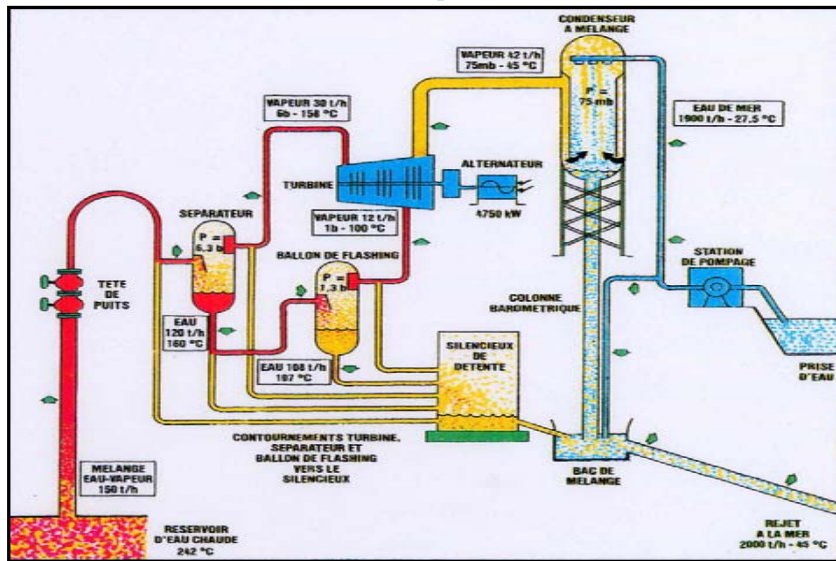 CONDENSEUR
A MELANGE
VAPEUR 42 t/h
75mb - 45 °C
P =
75 mb
VAPEUR 30 t/h
6b - 158 °C
EAU DE MER
1900 t/h - 27,5 °C
TURBINE
ALTERNATEUR
4750 kW
SEPARATEUR
P =
6,3 b
VAPEUR 12 t/h
1b - 100 °C
BALLON DE FLASHING
P =
1,3 b
STATION
DE POMPAGE
TETE
DE
PUITS
COLONNE
BAROMETRIQUE
EAU
120 t/h
160 °C
SILENCIEUX
DE
DETENTE
PRISE
D'EAU
EAU 108 t/h
107 °C
CONTOURNEMENTS TURBINE,
SEPARATEUR ET
BALLON DE FLASHING
VERS LE
SILENCIEUX
BAC DE
MELANGE
MELANGE
EAU-VAPEUR
150 t/h
RESERVOIR
D'EAU CHAUDE
242 °C
REJET
A LA MER
2000 t/h - 45 °C